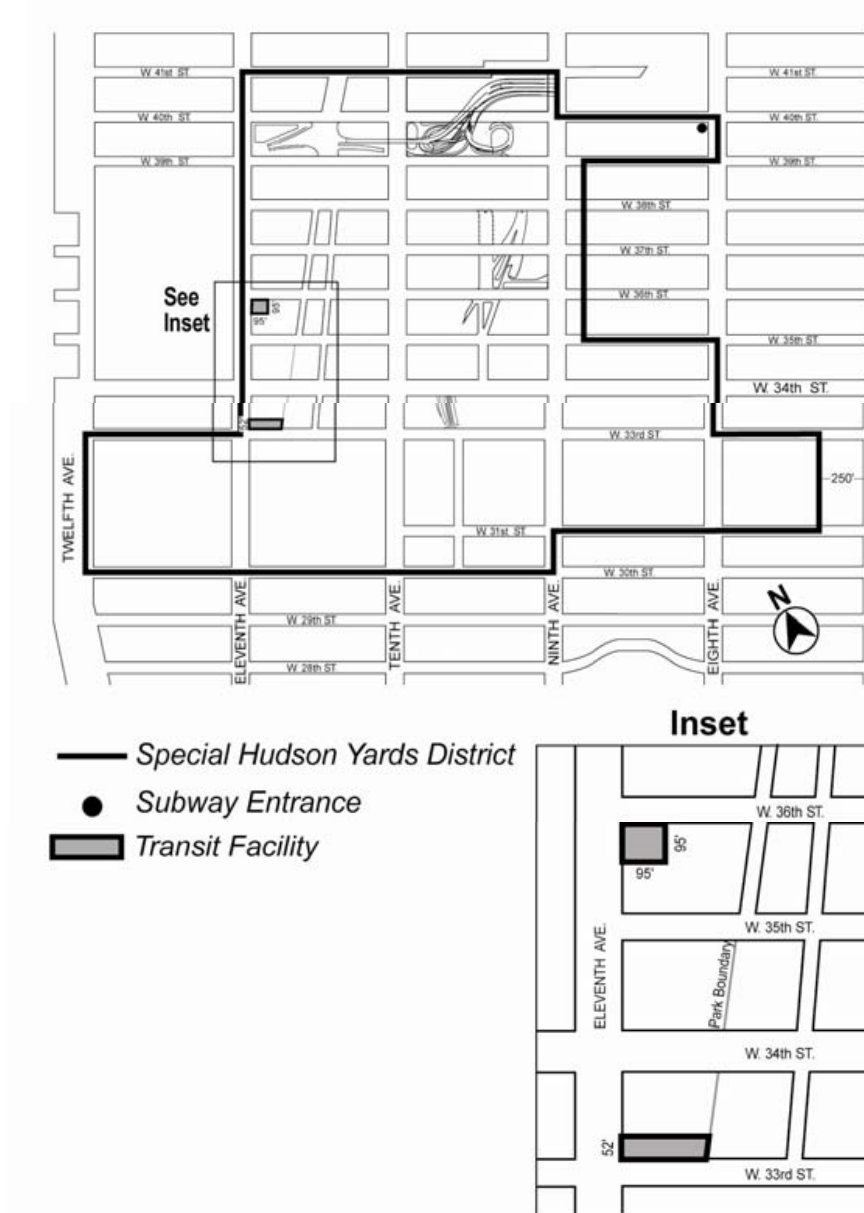 W. 41st ST.
W. 41st ST.
W. 40th ST.
W. 40th ST.
W. 39th ST
W. 39th ST.
W. 38th ST.
W. 37th ST.
See
Inset
W. 36th ST.
95'
95'
W. 35th ST.
W. 34th ST.
52'
W. 33rd ST.
TWELFTH AVE.
250'
W. 31st ST.
W. 30th ST.
ELEVENTH AVE.
TENTH AVE.
NINTH AVE.
EIGHTH AVE.
N
W. 29th ST.
W. 28th ST.
Inset
Special Hudson Yards District
Subway Entrance
Transit Facility
W. 36th ST.
95'
95'
W. 35th ST.
ELEVENTH AVE.
Park Boundary
W. 34th ST.
52'
W. 33rd ST.